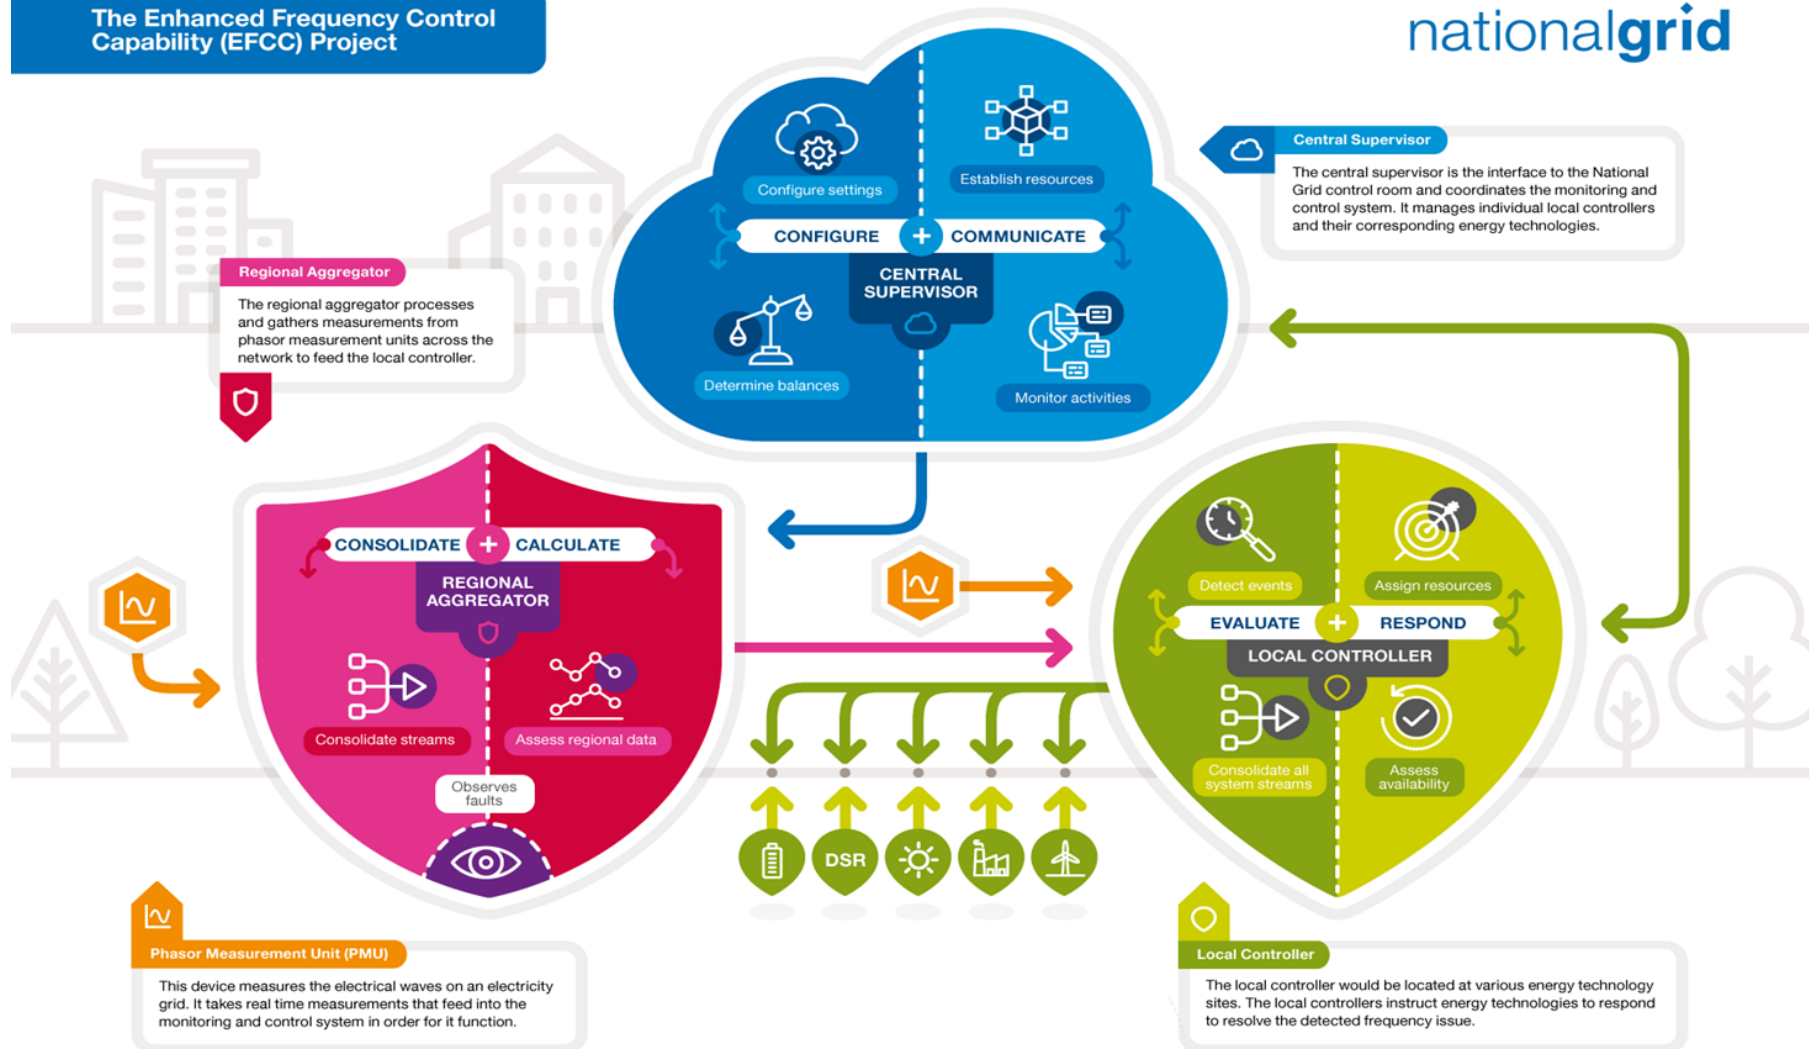 The Enhanced Frequency Control
Capability (EFCC) Project
nationalgrid
Configure settings
Establish resources
CONFIGURE + COMMUNICATE
CENTRAL
SUPERVISOR
Determine balances
Monitor activities
Central Supervisor
The central supervisor is the interface to the National
Grid control room and coordinates the monitoring and
control system. It manages individual local controllers
and their corresponding energy technologies.
Regional Aggregator
The regional aggregator processes
and gathers measurements from
phasor measurement units across the
network to feed the local controller.
CONSOLIDATE + CALCULATE
REGIONAL
AGGREGATOR
Consolidate streams
Assess regional data
Observes
faults
Detect events
Assign resources
EVALUATE + RESPOND
LOCAL CONTROLLER
Consolidate all
system streams
Assess
availability
DSR
Phasor Measurement Unit (PMU)
This device measures the electrical waves on an electricity
grid. It takes real time measurements that feed into the
monitoring and control system in order for it function.
Local Controller
The local controller would be located at various energy technology
sites. The local controllers instruct energy technologies to respond
to resolve the detected frequency issue.